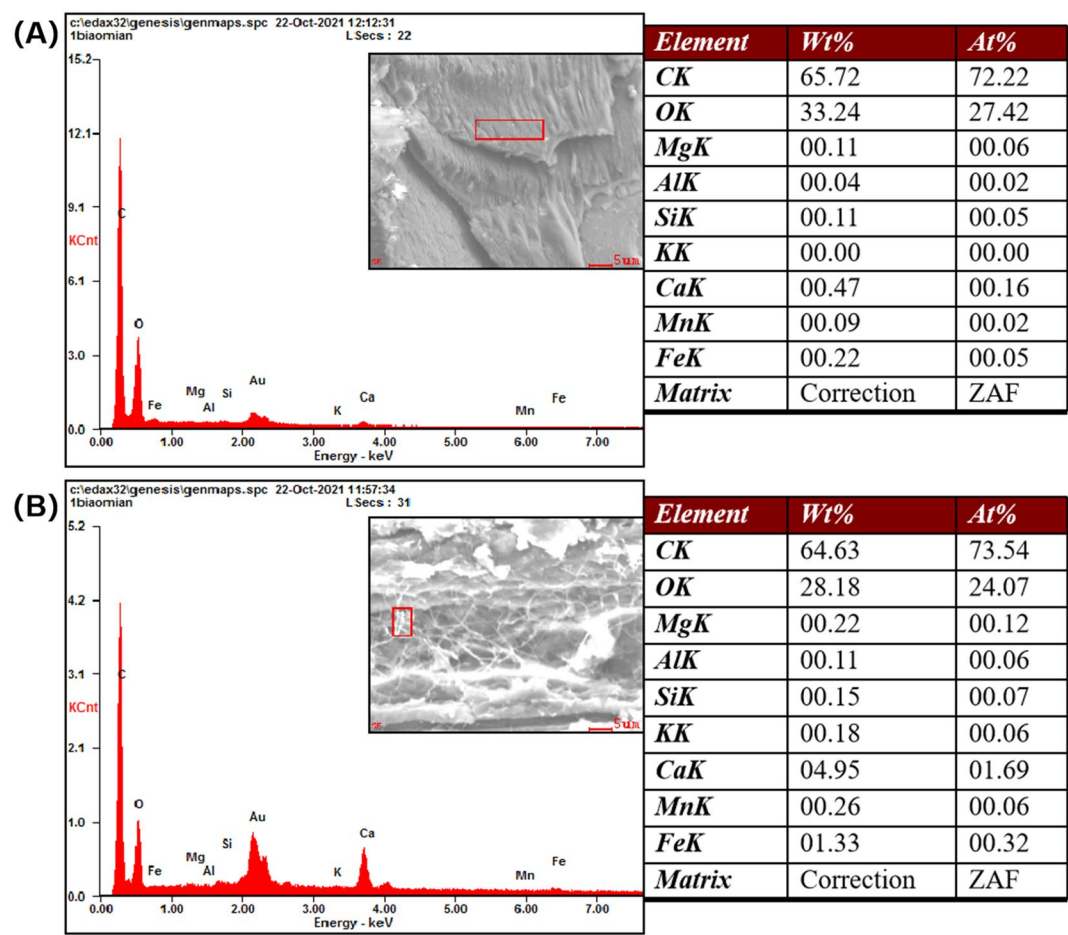 (A)
c:\edax32\genesis\genmaps.spc 22-Oct-2021 12:12:31
1biaomian LSecs : 22
15.2
12.1
9.1
KCnt
6.1
3.0
0.0
C
O
Fe
Mg
Al
Si
Au
K
Ca
Mn
Fe
5um
0.00 1.00 2.00 3.00 4.00 5.00 6.00 7.00
Energy - keV
Element Wt% At%
CK 65.72 72.22
OK 33.24 27.42
MgK 00.11 00.06
AlK 00.04 00.02
SiK 00.11 00.05
KK 00.00 00.00
CaK 00.47 00.16
MnK 00.09 00.02
FeK 00.22 00.05
Matrix Correction ZAF
(B)
c:\edax32\genesis\genmaps.spc 22-Oct-2021 11:57:34
1biaomian LSecs : 31
5.2
4.2
3.1
KCnt
2.1
1.0
0.0
C
O
Fe
Mg
Al
Si
Au
K
Ca
Mn
Fe
5um
0.00 1.00 2.00 3.00 4.00 5.00 6.00 7.00
Energy - keV
Element Wt% At%
CK 64.63 73.54
OK 28.18 24.07
MgK 00.22 00.12
AlK 00.11 00.06
SiK 00.15 00.07
KK 00.18 00.06
CaK 04.95 01.69
MnK 00.26 00.06
FeK 01.33 00.32
Matrix Correction ZAF